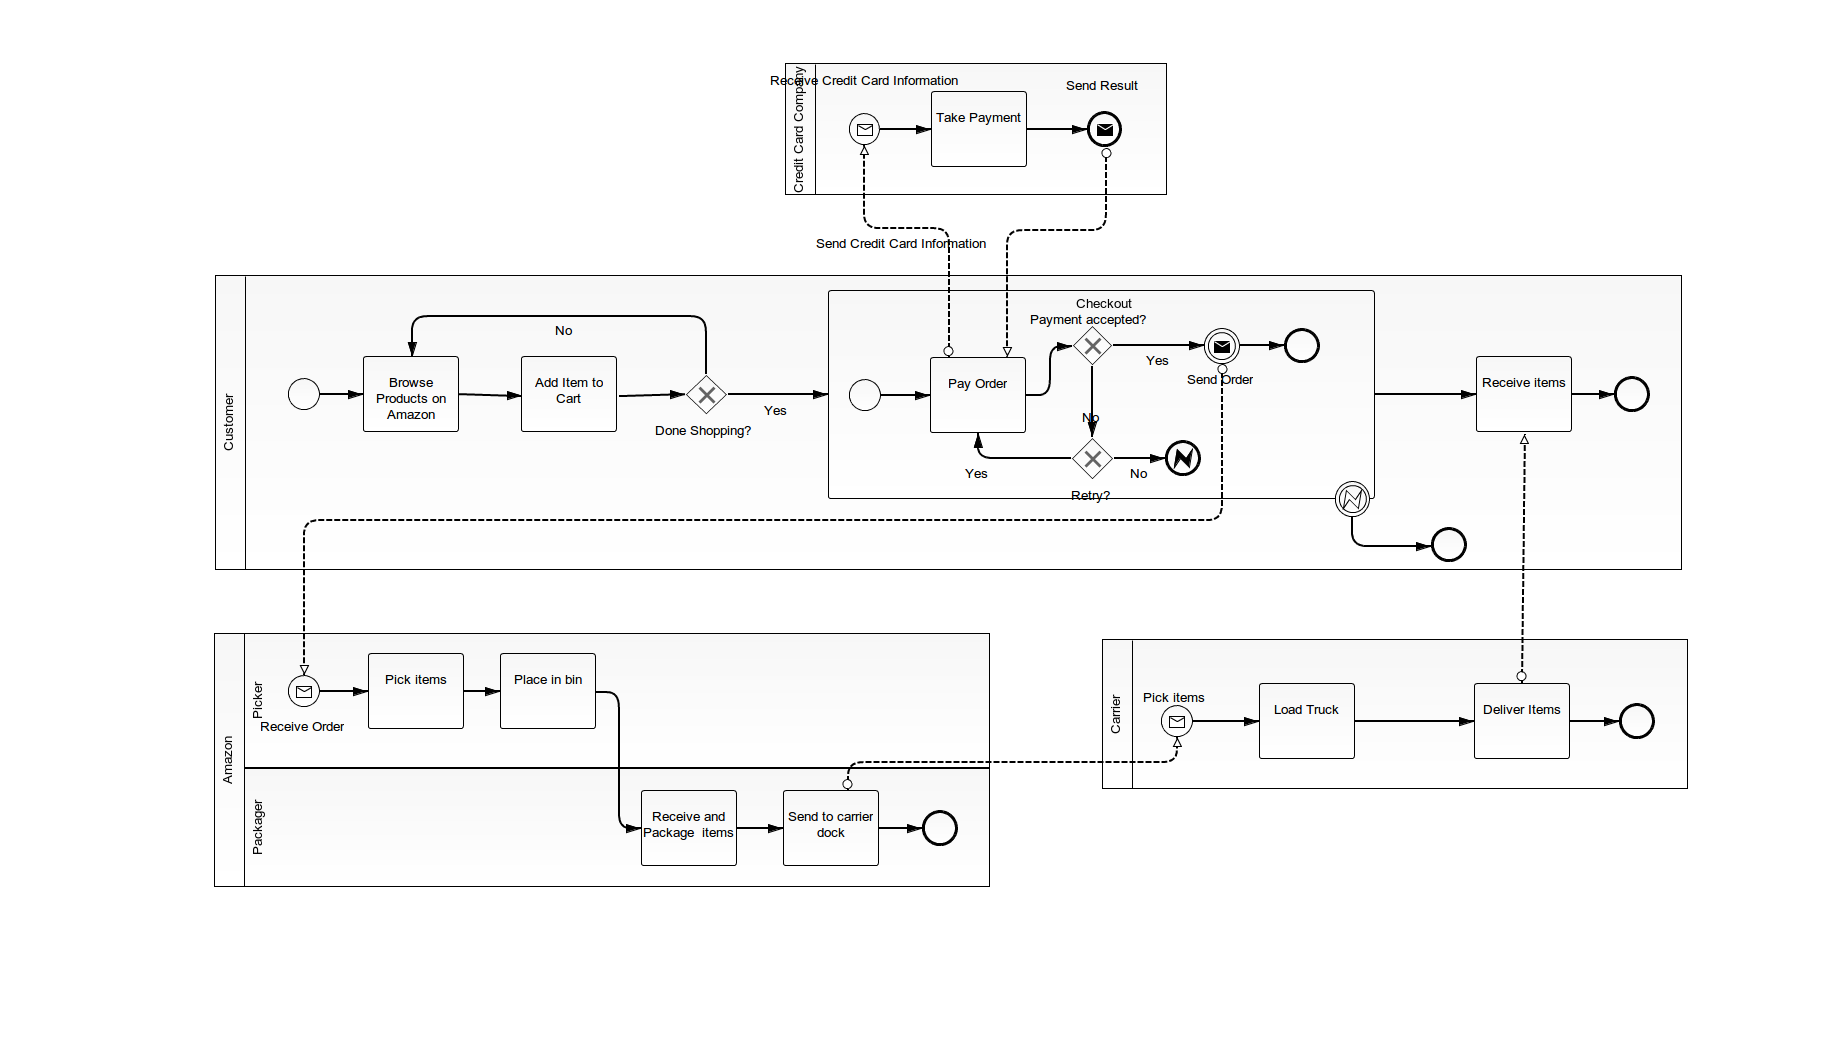 Receive Credit Card Information
Send Result
Credit Card Company
Take Payment
Send Credit Card Information
Customer
No
Browse
Products on
Amazon
Add Item to
Cart
Done Shopping?
Yes
Checkout
Payment accepted?
Pay Order
Yes
Send Order
No
Yes
No
Retry?
Receive items
Amazon
Picker
Receive Order
Pick items
Place in bin
Packager
Receive and
Package  items
Send to carrier
dock
Carrier
Pick items
Load Truck
Deliver Items